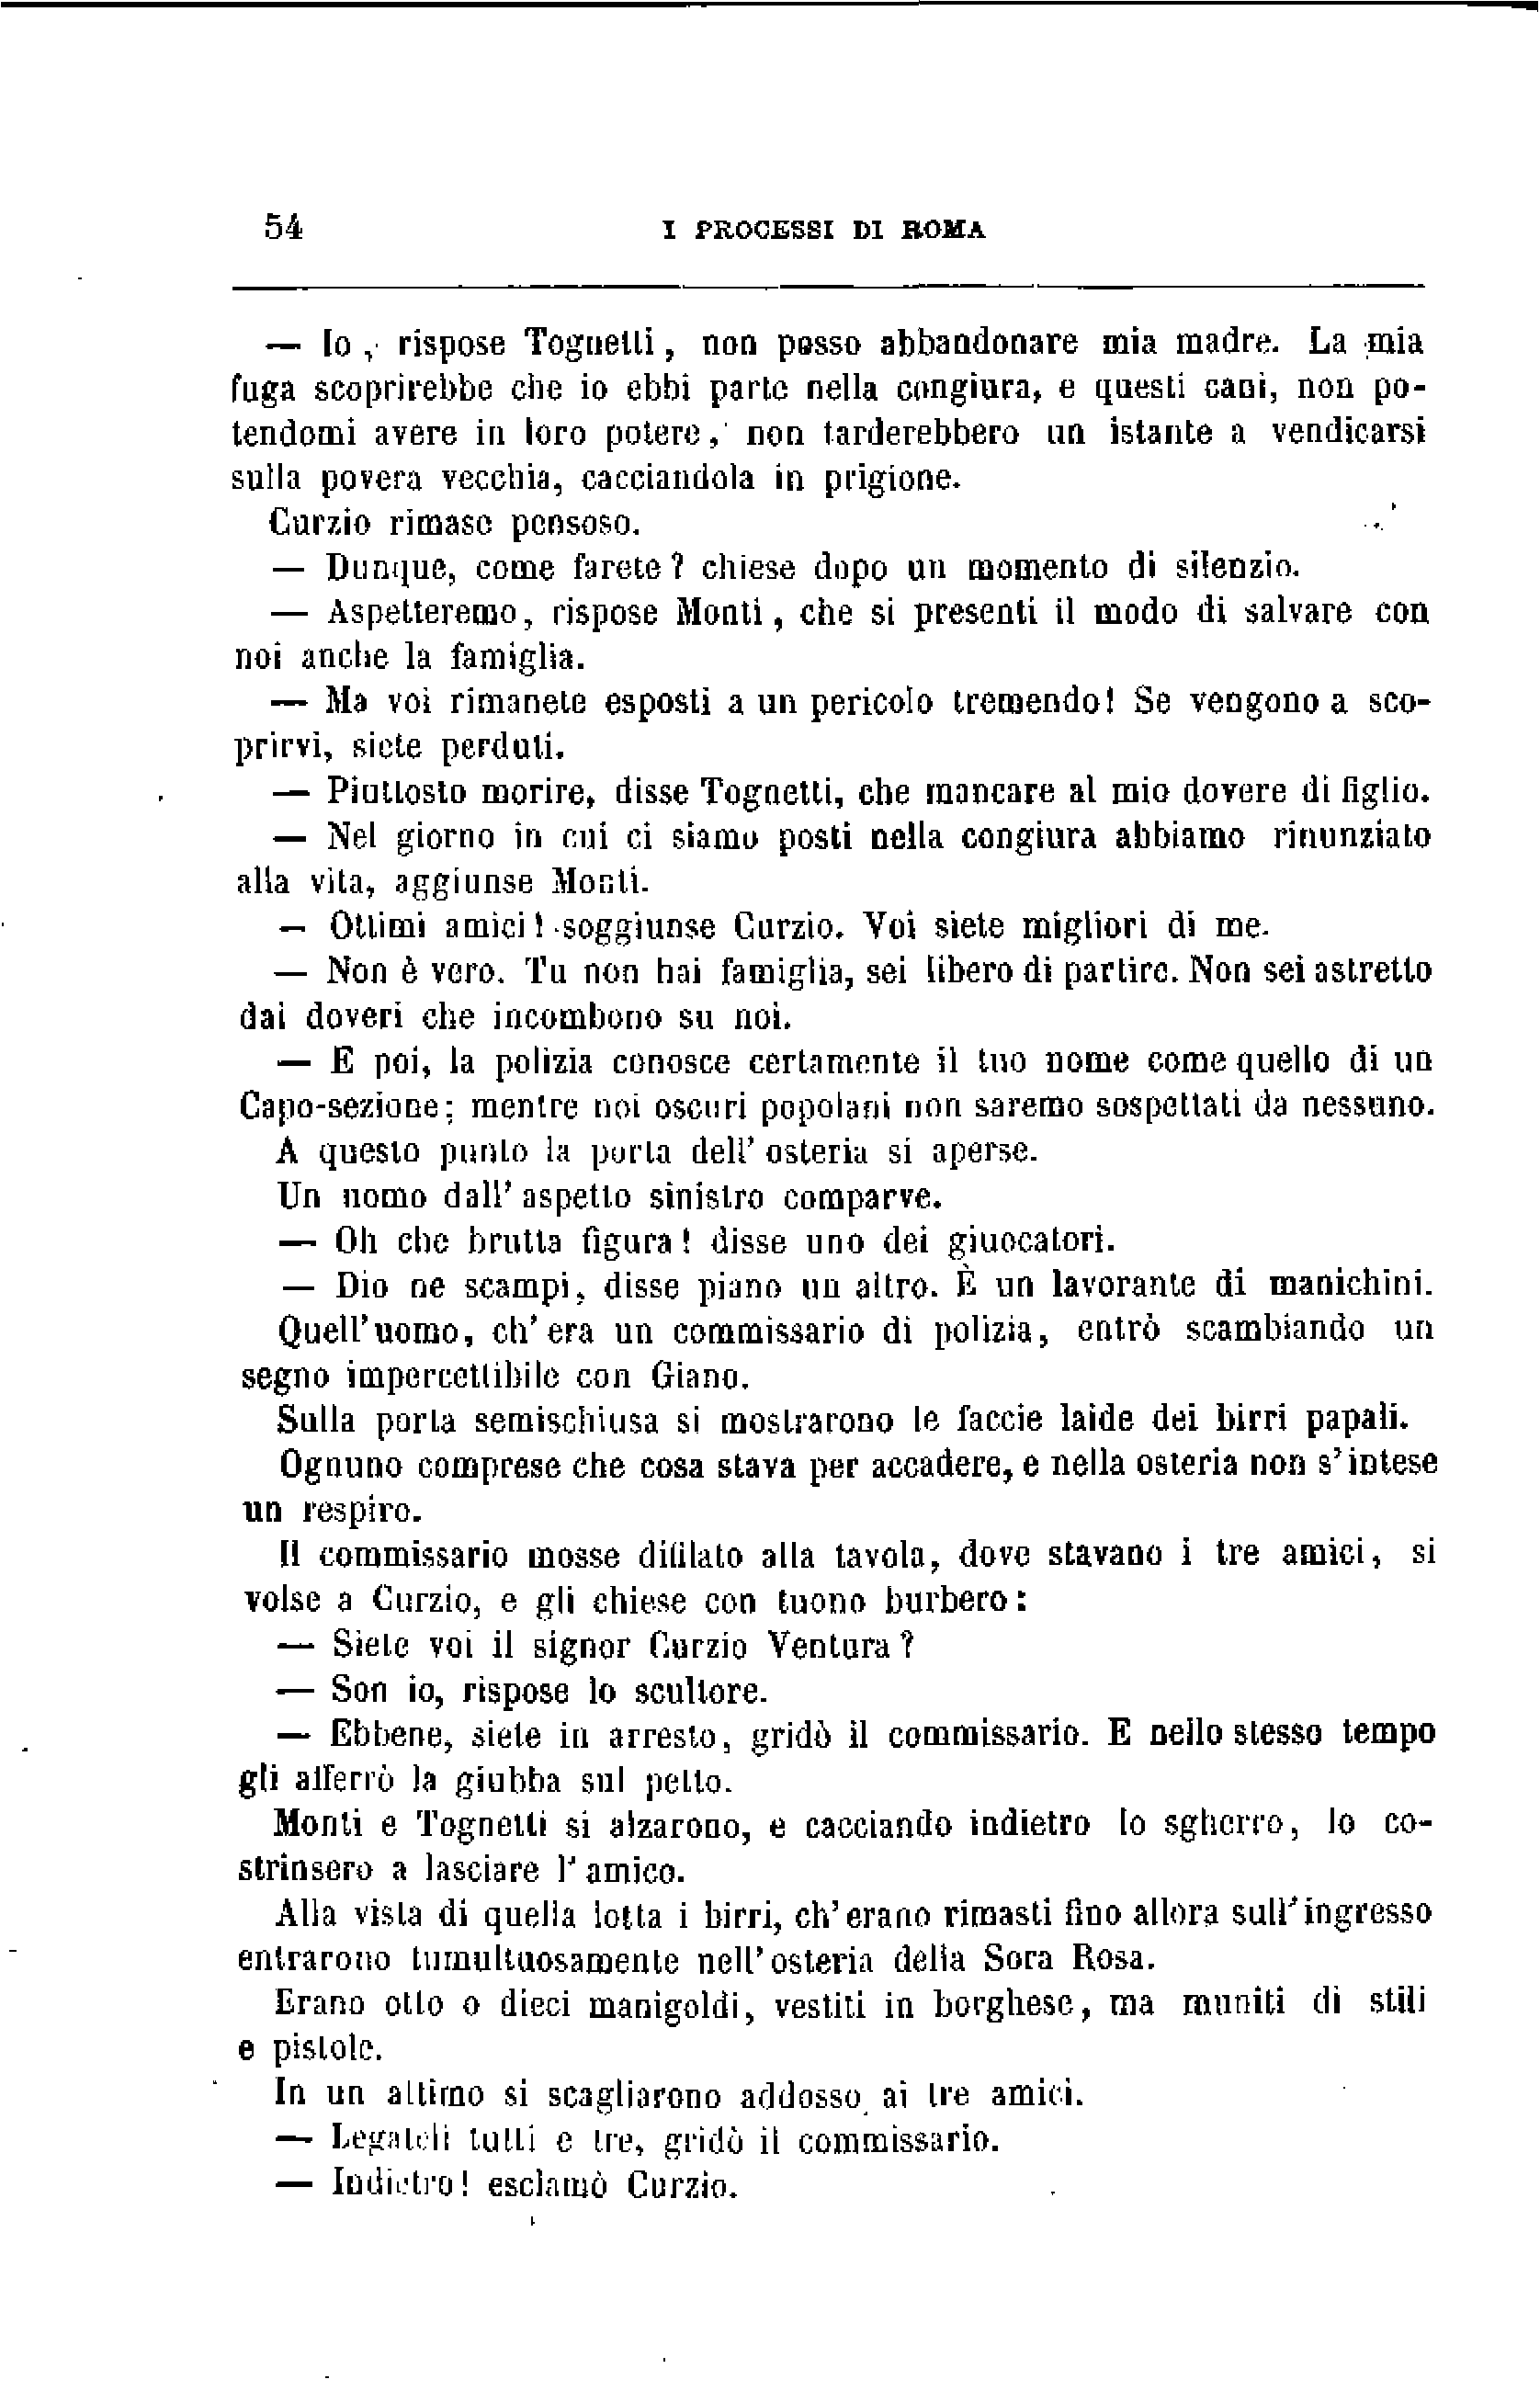 54 I PROCESSI DI ROMA
— Io, rispose Tognetti, non posso abbandonare mia madre. La mia
fuga scoprirebbe che io ebbi parte nella congiura, e questi cani, non po-
tendomi avere in loro potere, non tarderebbero un istante a vendicarsi
sulla povera vecchia, cacciandola in prigione.
Curzio rimase pensoso.
— Dunque, come farete? chiese dopo un momento di silenzio.
— Aspetteremo, rispose Monti, che si presenti il modo di salvare con
noi anche la famiglia.
— Ma voi rimanete esposti a un pericolo tremendo! Se vengono a sco-
prirvi, siete perduti.
— Piuttosto morire, disse Tognetti, che mancare al mio dovere di figlio.
— Nel giorno in cui ci siamo posti nella congiura abbiamo rinunziato
alla vita, aggiunse Monti.
— Ottimi amici! soggiunse Curzio. Voi siete migliori di me.
— Non è vero. Tu non hai famiglia, sei libero di partire. Non sei astretto
dai doveri che incombono su noi.
— E poi, la polizia conosce certamente il tuo nome come quello di un
Capo-sezione; mentre noi oscuri popolani non saremo sospettati da nessuno.
A questo punto la porta dell' osteria si aperse.
Un uomo dall' aspetto sinistro comparve.
— Oh che brutta figura! disse uno dei giuocatori.
— Dio ne scampi, disse piano un altro. È un lavorante di manichini.
Quell' uomo, ch' era un commissario di polizia, entrò scambiando un
segno impercettibile con Giano.
Sulla porta semischiusa si mostrarono le faccie laide dei birri papali.
Ognuno comprese che cosa stava per accadere, e nella osteria non s' intese
un respiro.
Il commissario mosse difilato alla tavola, dove stavano i tre amici, si
volse a Curzio, e gli chiese con tuono burbero:
— Siete voi il signor Curzio Ventura?
— Son io, rispose lo scultore.
— Ebbene, siete in arresto, gridò il commissario. E nello stesso tempo
gli afferrò la giubba sul petto.
Monti e Tognetti si alzarono, e cacciando indietro lo sgherro, lo co-
strinsero a lasciare l' amico.
Alla vista di quella lotta i birri, ch' erano rimasti fino allora sull' ingresso
entrarono tumultuosamente nell' osteria della Sora Rosa.
Erano otto o dieci manigoldi, vestiti in borghese, ma muniti di stili
e pistole.
In un attimo si scagliarono addosso ai tre amici.
— Legateli tutti e tre, gridò il commissario.
— Indietro! esclamò Curzio.